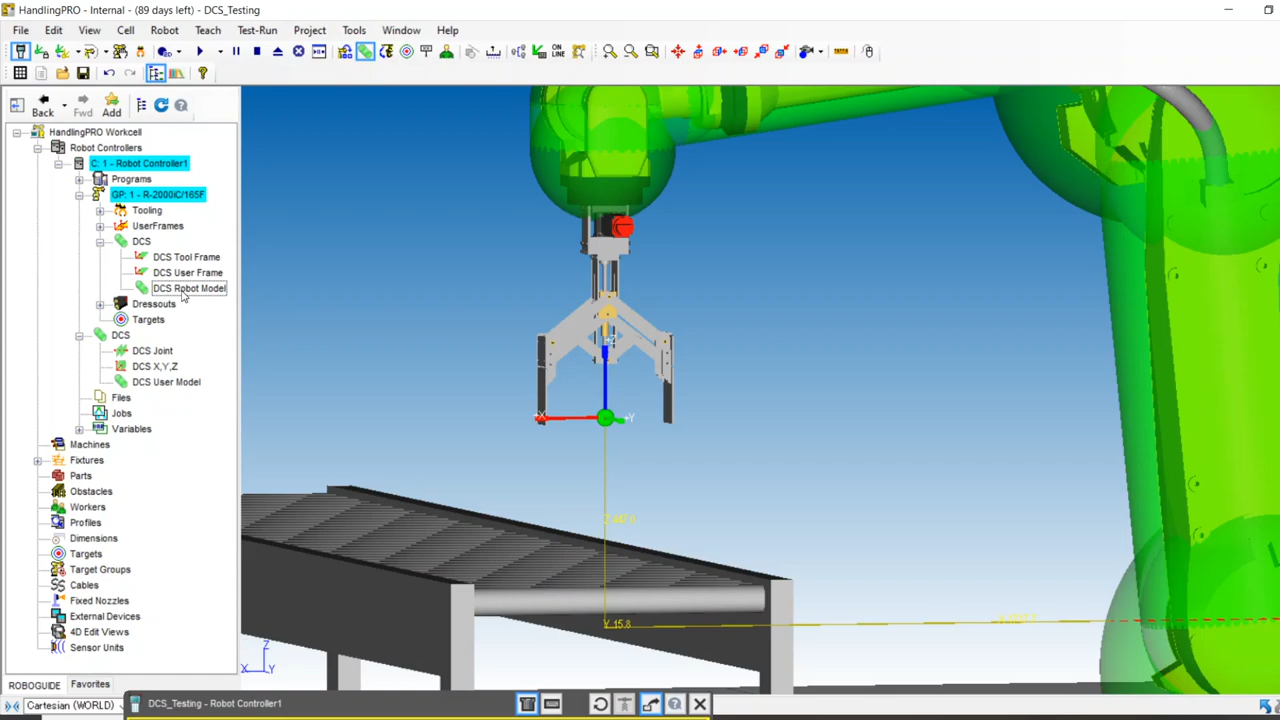 HandlingPRO - Internal - (89 days left) - DCS_Testing
File Edit View Cell Robot Teach Test-Run Project Tools Window Help
ON LINE
Back Fwd Add
HandlingPRO Workcell
Robot Controllers
C: 1 - Robot Controller1
Programs
GP: 1 - R-2000iC/165F
Tooling
UserFrames
DCS
DCS Tool Frame
DCS User Frame
DCS Robot Model
Dressouts
Targets
DCS
DCS Joint
DCS X,Y,Z
DCS User Model
Files
Jobs
Variables
Machines
Fixtures
Parts
Obstacles
Workers
Profiles
Dimensions
Targets
Target Groups
Cables
Fixed Nozzles
External Devices
4D Edit Views
Sensor Units
ROBOGUIDE Favorites
Cartesian (WORLD)
DCS_Testing - Robot Controller1
+Z
+X
+Y
Y 15.8
Z
X Y